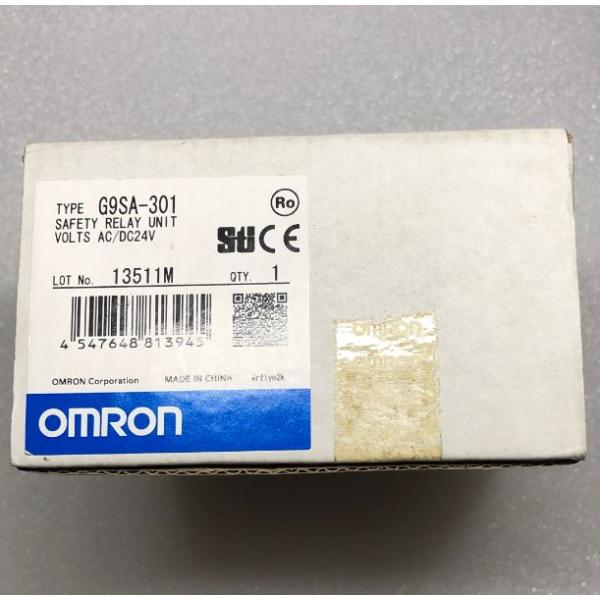 TYPE G9SA-301
SAFETY RELAY UNIT
VOLTS AC/DC24V
Ro
Sti CE
LOT No. 13511M QTY. 1
4 547648 813945
OMRON Corporation MADE IN CHINA
OMRON
OMRON